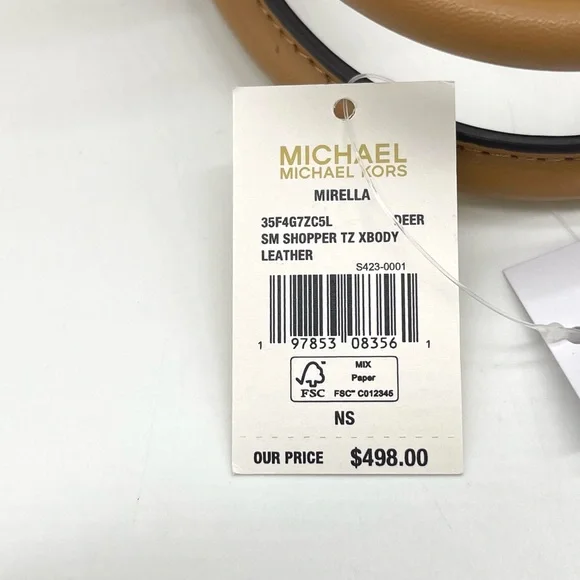 MICHAEL
MICHAEL KORS
MIRELLA
35F4G7ZC5L DEER
SM SHOPPER TZ XBODY
LEATHER
S423-0001
1 97853 08356 1
MIX
Paper
FSC™ C012345
FSC
NS
OUR PRICE $498.00